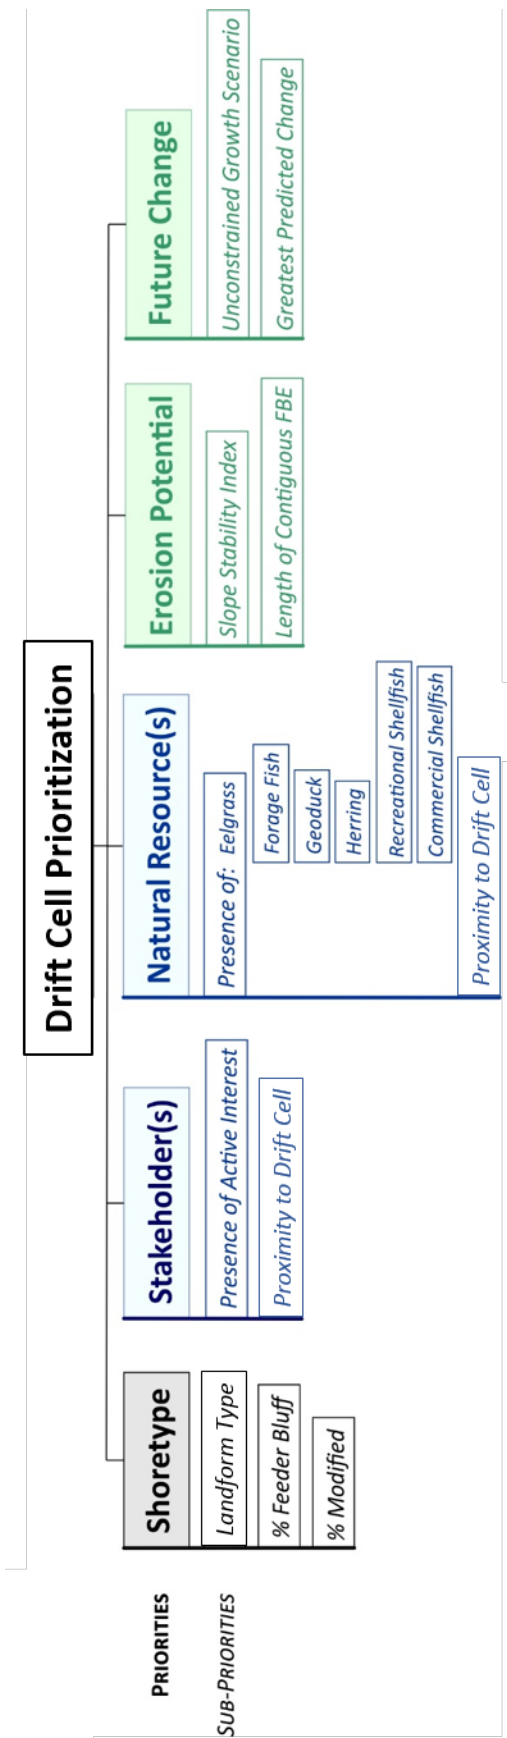 Drift Cell Prioritization
PRIORITIES
Shoretype
Stakeholder(s)
Natural Resource(s)
Erosion Potential
Future Change
SUB-PRIORITIES
Landform Type
% Feeder Bluff
% Modified
Presence of Active Interest
Proximity to Drift Cell
Presence of: Eelgrass
Forage Fish
Geoduck
Herring
Recreational Shellfish
Commercial Shellfish
Proximity to Drift Cell
Slope Stability Index
Length of Contiguous FBE
Unconstrained Growth Scenario
Greatest Predicted Change